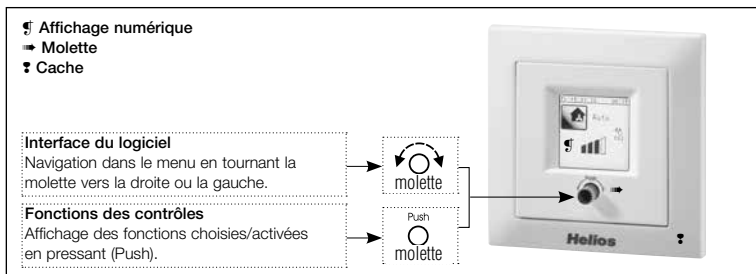 ❡ Affichage numérique
➠ Molette
❢ Cache
Interface du logiciel
Navigation dans le menu en tournant la
molette vers la droite ou la gauche.
molette
Fonctions des contrôles
Affichage des fonctions choisies/activées
en pressant (Push).
Push
molette
Auto
❡
➠
Helios
❢